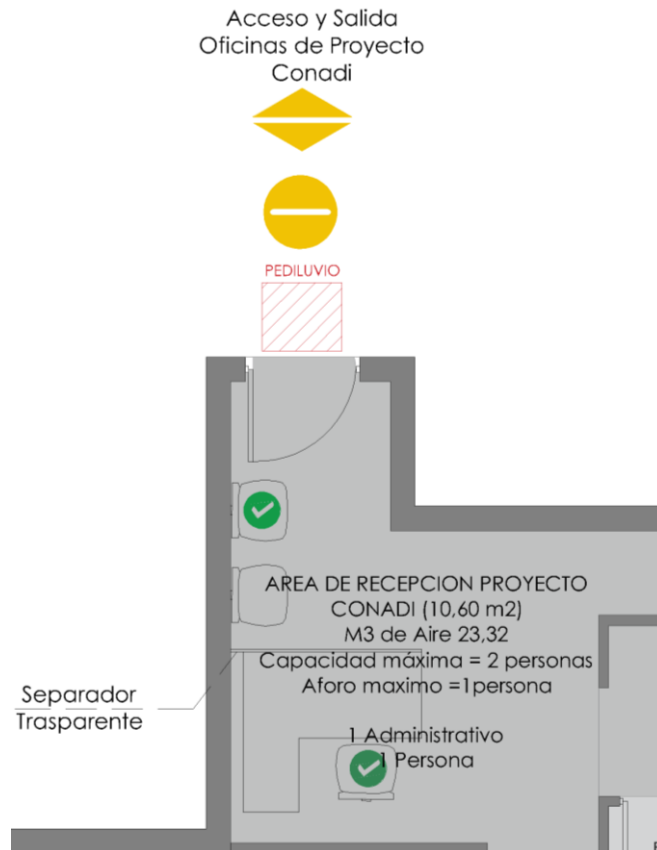 Acceso y Salida
Oficinas de Proyecto
Conadi
PEDILUVIO
AREA DE RECEPCION PROYECTO
CONADI (10,60 m2)
M3 de Aire 23,32
Capacidad máxima = 2 personas
Aforo maximo =1persona
Separador
Trasparente
1 Administrativo
1 Persona